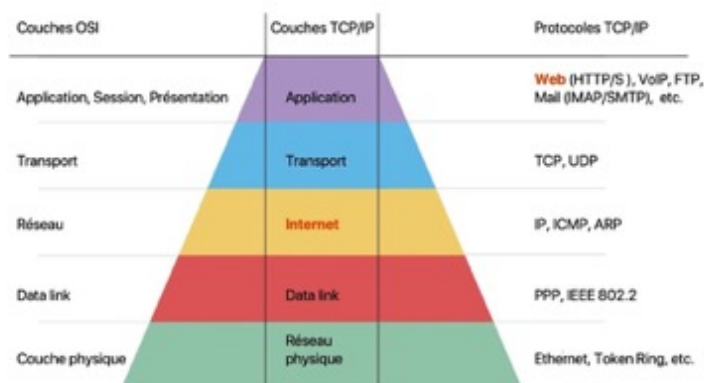 Couches OSI Couches TCP/IP Protocoles TCP/IP
Application, Session, Présentation Application Web (HTTP/S ), VoIP, FTP,
Mail (IMAP/SMTP), etc.
Transport Transport TCP, UDP
Réseau Internet IP, ICMP, ARP
Data link Data link PPP, IEEE 802.2
Couche physique Réseau
physique Ethernet, Token Ring, etc.